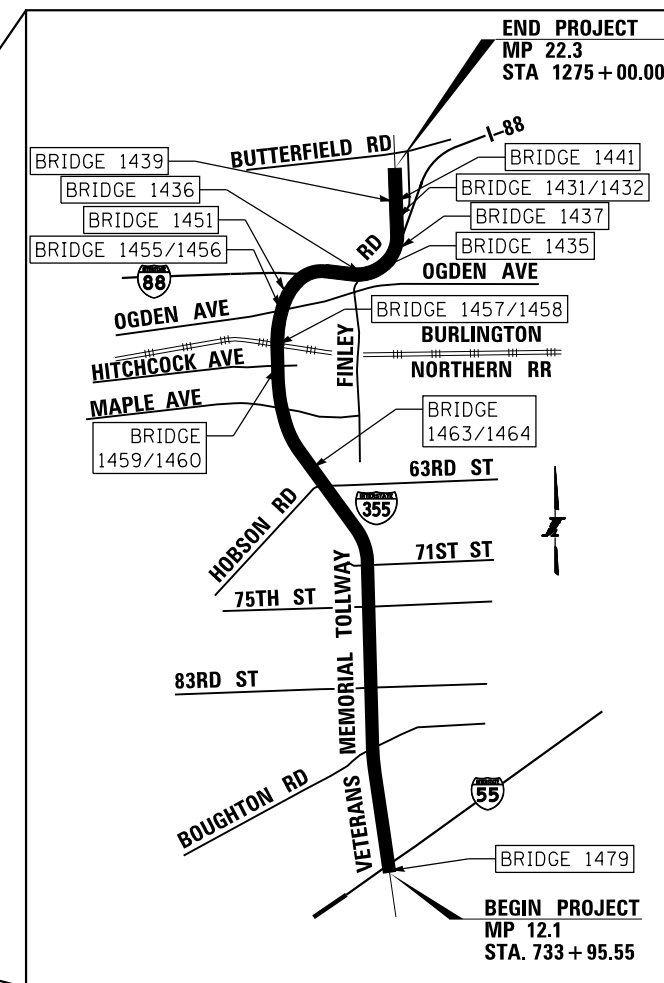 END PROJECT
MP 22.3
STA 1275+00.00
I-88
BUTTERFIELD RD
BRIDGE 1439
BRIDGE 1441
BRIDGE 1436
BRIDGE 1431/1432
BRIDGE 1451
BRIDGE 1437
BRIDGE 1455/1456
RD
BRIDGE 1435
88
OGDEN AVE
OGDEN AVE
BRIDGE 1457/1458
FINLEY
BURLINGTON
NORTHERN RR
HITCHCOCK AVE
MAPLE AVE
BRIDGE
1459/1460
BRIDGE
1463/1464
63RD ST
HOBSON RD
INTERSTATE
355
71ST ST
75TH ST
VETERANS MEMORIAL TOLLWAY
83RD ST
BOUGHTON RD
55
BRIDGE 1479
BEGIN PROJECT
MP 12.1
STA. 733+95.55